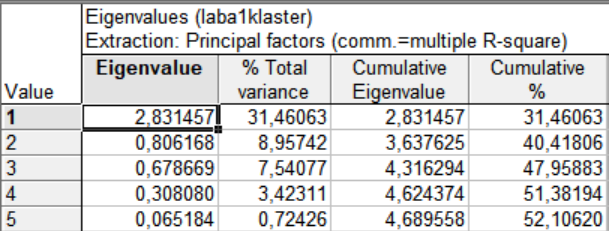 Eigenvalues (laba1klaster)
Extraction: Principal factors (comm.=multiple R-square)
Value Eigenvalue % Total variance Cumulative Eigenvalue Cumulative %
1 2,831457 31,46063 2,831457 31,46063
2 0,806168 8,95742 3,637625 40,41806
3 0,678669 7,54077 4,316294 47,95883
4 0,308080 3,42311 4,624374 51,38194
5 0,065184 0,72426 4,689558 52,10620